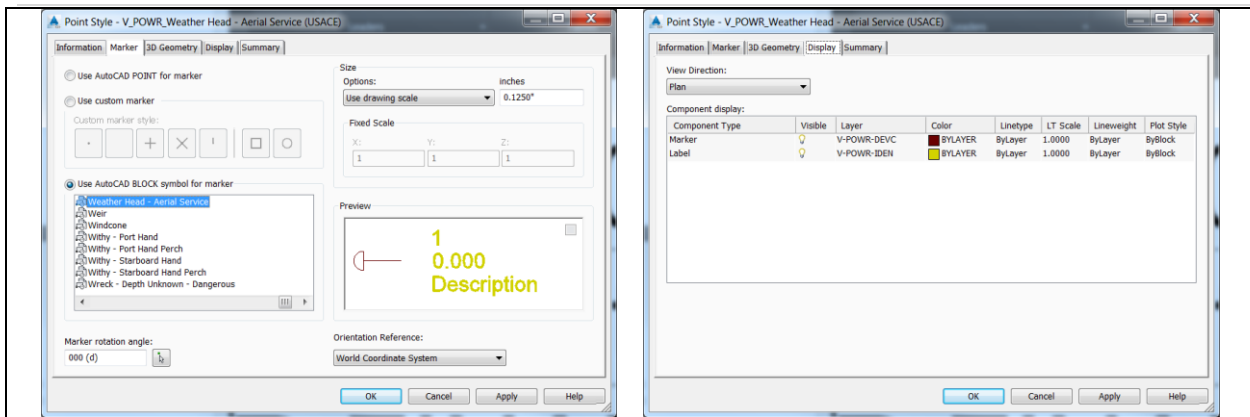 Point Style - V_POWR_Weather Head - Aerial Service (USACE)
Information Marker 3D Geometry Display Summary
Use AutoCAD POINT for marker
Use custom marker
Custom marker style:
Use AutoCAD BLOCK symbol for marker
Weather Head - Aerial Service
Weir
Windcone
Withy - Port Hand
Withy - Port Hand Perch
Withy - Starboard Hand
Withy - Starboard Hand Perch
Wreck - Depth Unknown - Dangerous
Marker rotation angle:
000 (d)
Size
Options: inches
Use drawing scale 0.1250"
Fixed Scale
X: Y: Z:
1 1 1
Preview
1
0.000
Description
Orientation Reference:
World Coordinate System
OK Cancel Apply Help
Point Style - V_POWR_Weather Head - Aerial Service (USACE)
Information Marker 3D Geometry Display Summary
View Direction:
Plan
Component display:
Component Type Visible Layer Color Linetype LT Scale Lineweight Plot Style
Marker V-POWR-DEVC BYLAYER ByLayer 1.0000 ByLayer ByBlock
Label V-POWR-IDEN BYLAYER ByLayer 1.0000 ByLayer ByBlock
OK Cancel Apply Help